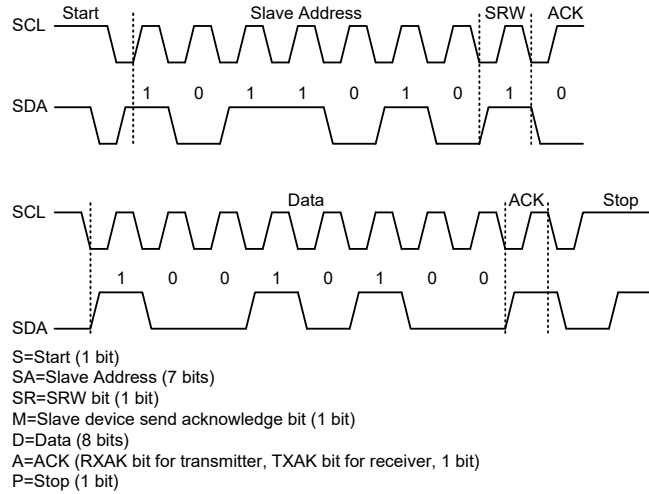 Start Slave Address SRW ACK
SCL
1 0 1 1 0 1 0 1 0
SDA
Data ACK Stop
SCL
1 0 0 1 0 1 0 0
SDA
S=Start (1 bit)
SA=Slave Address (7 bits)
SR=SRW bit (1 bit)
M=Slave device send acknowledge bit (1 bit)
D=Data (8 bits)
A=ACK (RXAK bit for transmitter, TXAK bit for receiver, 1 bit)
P=Stop (1 bit)